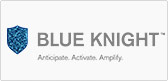 BLUE KNIGHT™
Anticipate. Activate. Amplify.